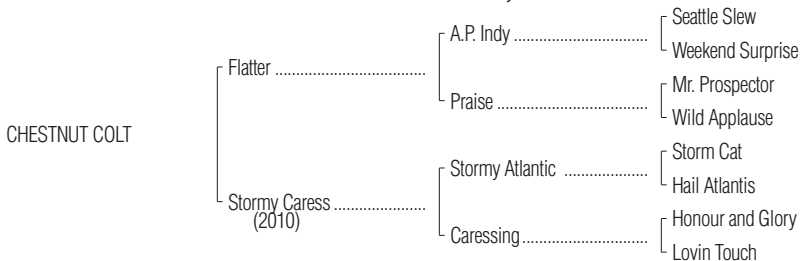 Seattle Slew
A.P. Indy ..................................
Weekend Surprise
Flatter ......................................
Mr. Prospector
Praise ......................................
Wild Applause
CHESTNUT COLT
Storm Cat
Stormy Atlantic .....................
Hail Atlantis
Stormy Caress .......................
(2010)
Honour and Glory
Caressing................................
Lovin Touch